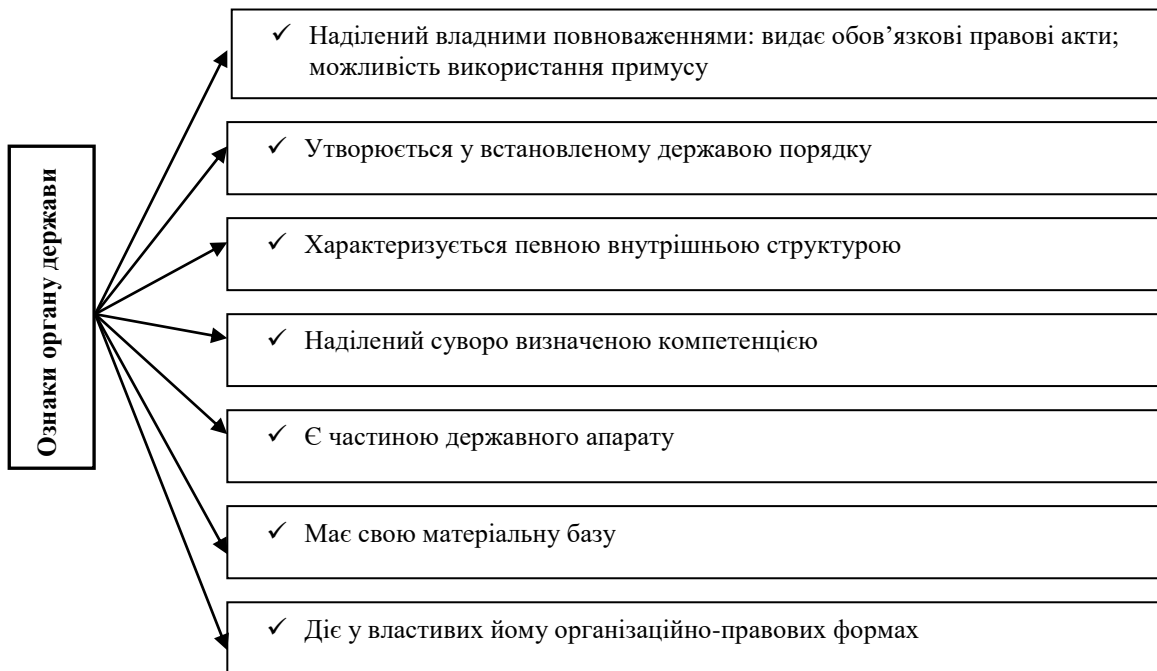 Ознаки органу держави
✓ Наділений владними повноваженнями: видає обов’язкові правові акти;
можливість використання примусу
✓ Утворюється у встановленому державою порядку
✓ Характеризується певною внутрішньою структурою
✓ Наділений суворо визначеною компетенцією
✓ Є частиною державного апарату
✓ Має свою матеріальну базу
✓ Діє у властивих йому організаційно-правових формах